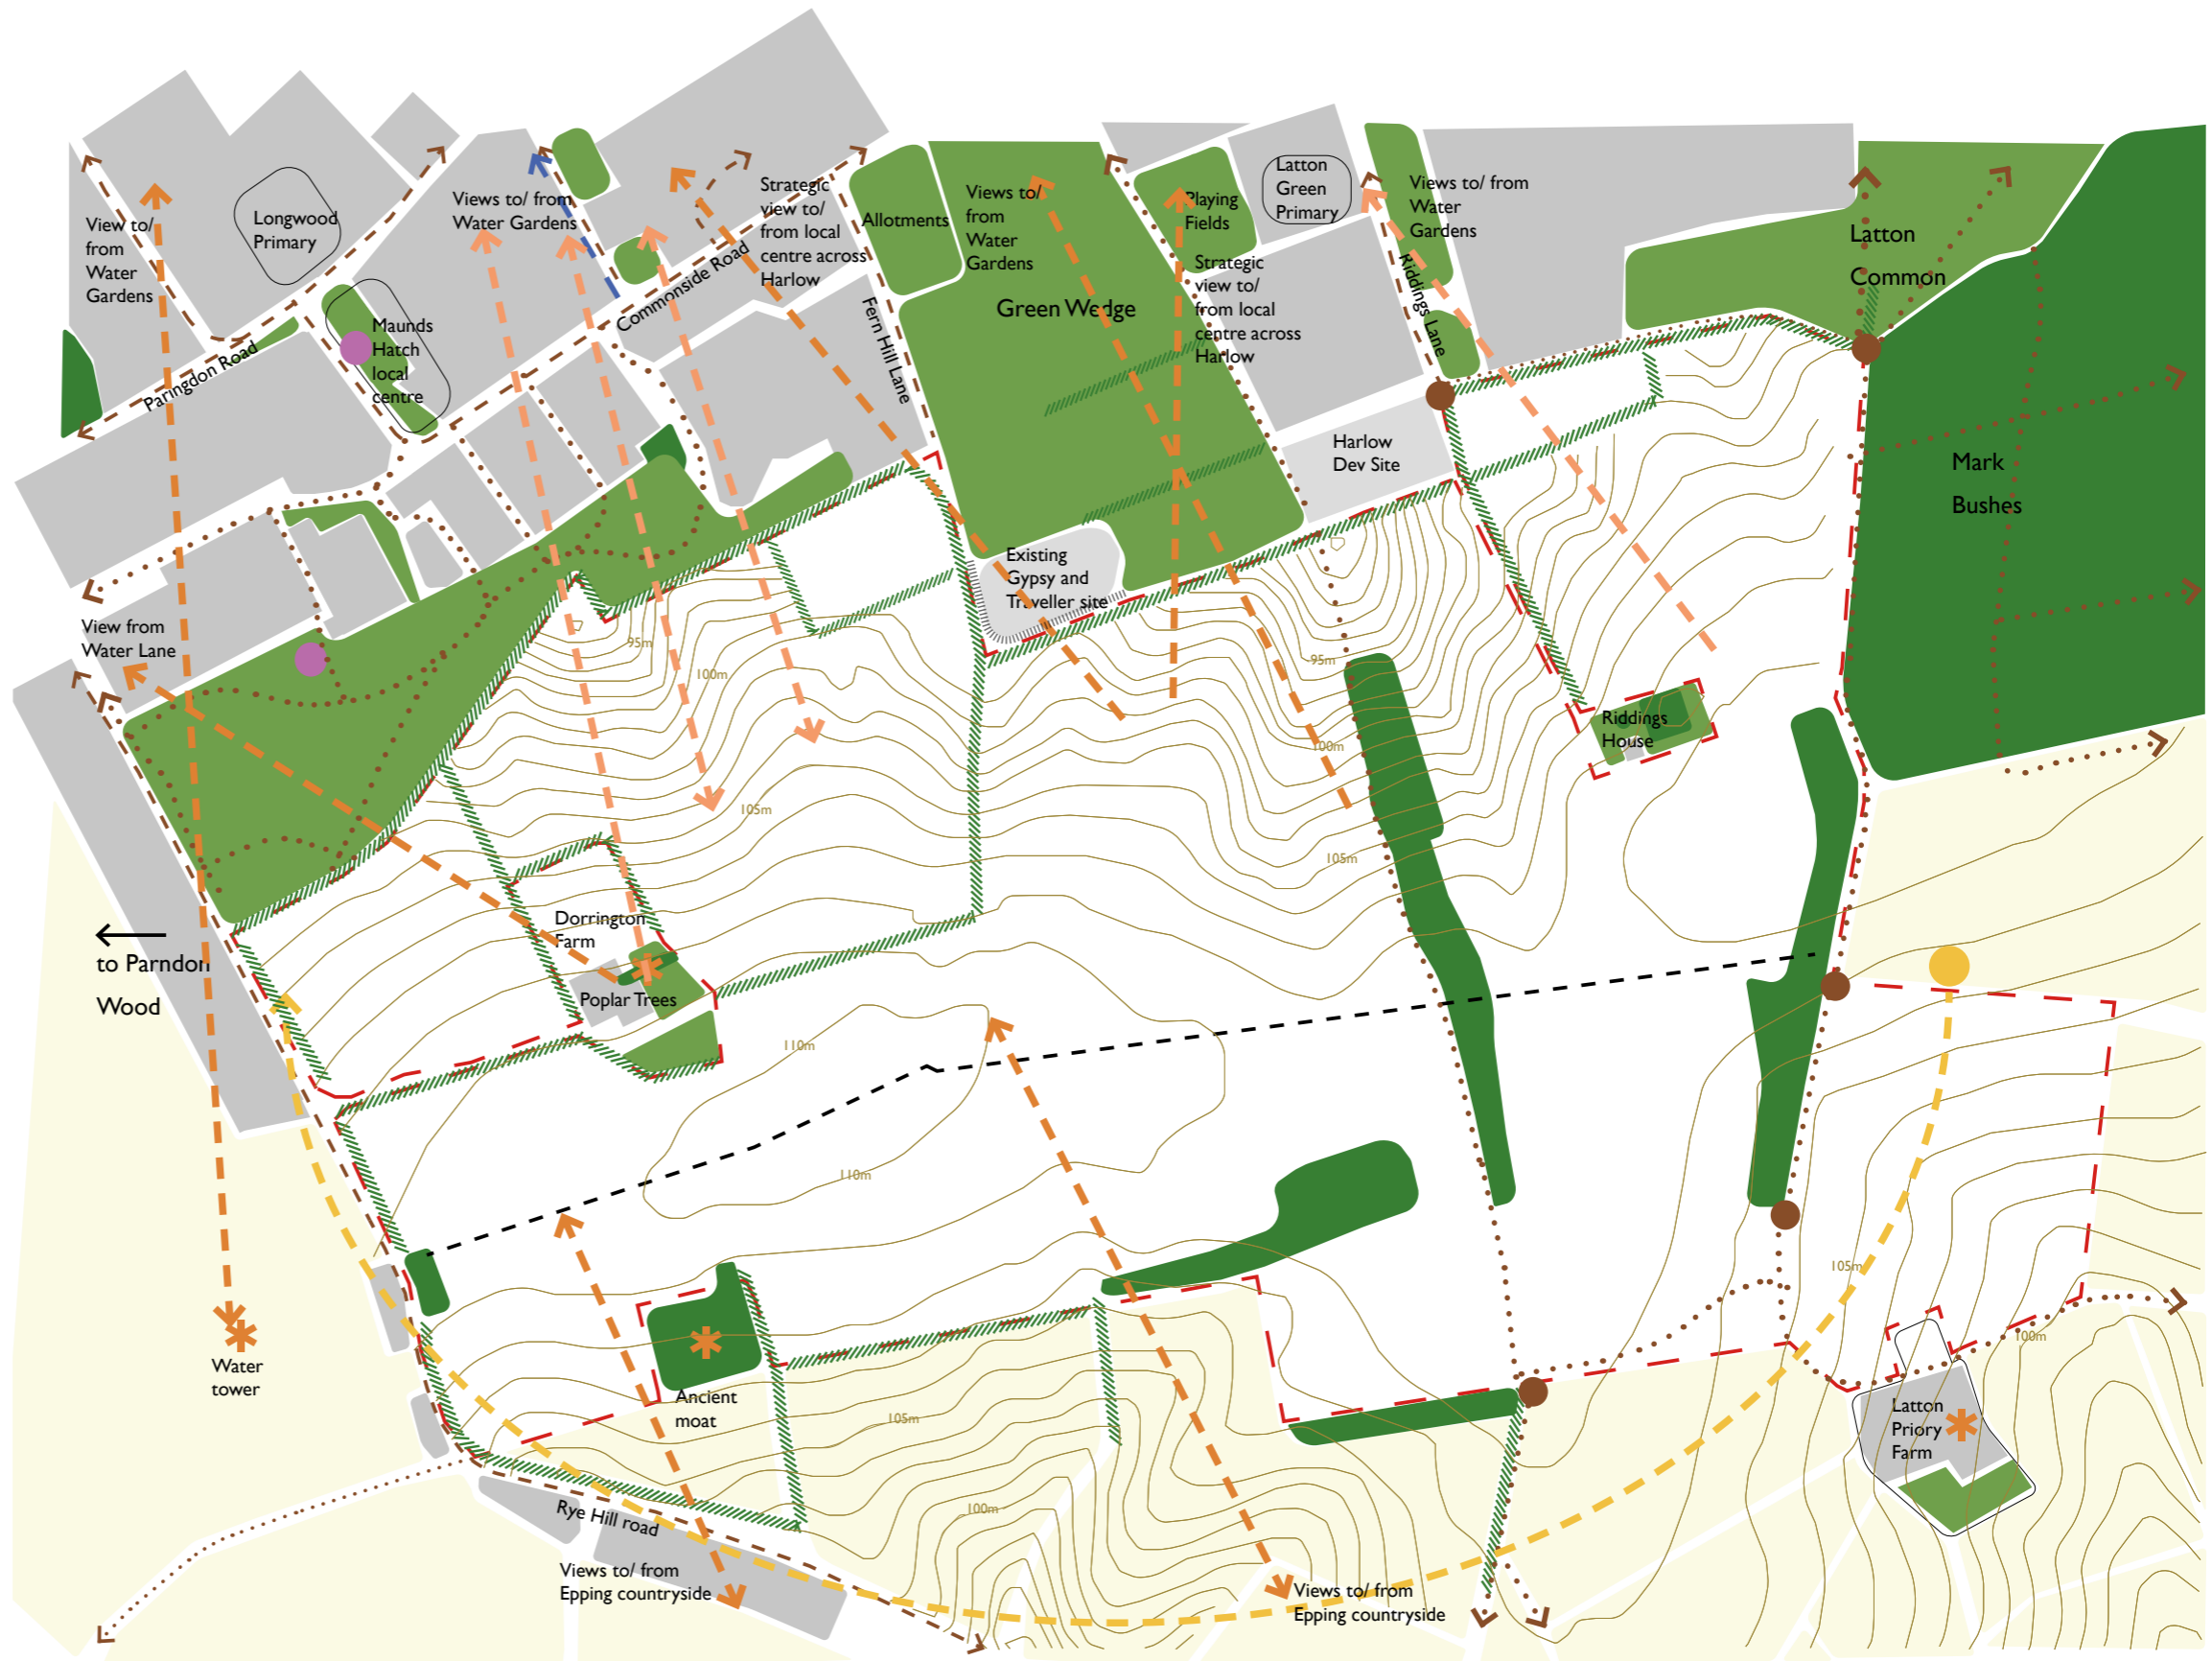 View to/
from
Water
Gardens
Longwood
Primary
Views to/ from
Water Gardens
Strategic
view to/
from local
centre across
Harlow
Allotments
Views to/
from
Water
Gardens
Playing
Fields
Latton
Green
Primary
Views to/ from
Water
Gardens
Strategic
view to/
from local
centre across
Harlow
Green Wedge
Latton
Common
Mark
Bushes
Paringdon Road
Maunds
Hatch
local
centre
Commonside Road
Fern Hill Lane
Riddings Lane
Harlow
Dev Site
Existing
Gypsy and
Traveller site
View from
Water Lane
95m
100m
105m
95m
100m
105m
Riddings
House
Dorrington
Farm
Poplar Trees
to Parndon
Wood
110m
110m
Water
tower
Ancient
moat
105m
100m
105m
100m
Latton
Priory
Farm
Rye Hill road
Views to/ from
Epping countryside
Views to/ from
Epping countryside